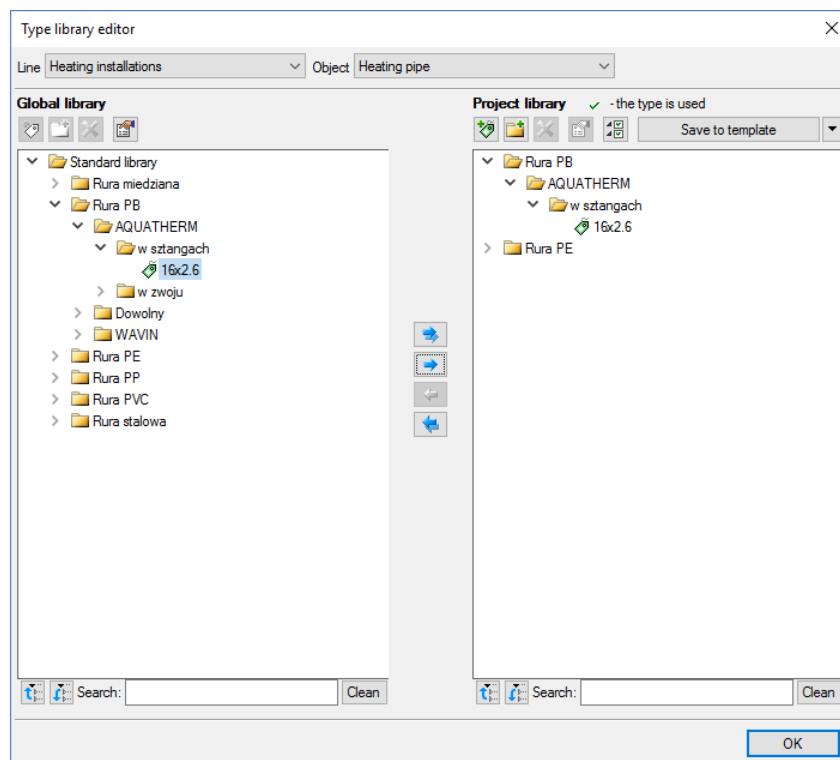 Type library editor
Line Heating installations Object Heating pipe
Global library
Project library - the type is used
Save to template
Standard library
Rura miedziana
Rura PB
AQUATHERM
w sztangach
16x2.6
w zwoju
Dowolny
WAVIN
Rura PE
Rura PP
Rura PVC
Rura stalowa
Rura PB
AQUATHERM
w sztangach
16x2.6
Rura PE
Search: Clean
Search: Clean
OK